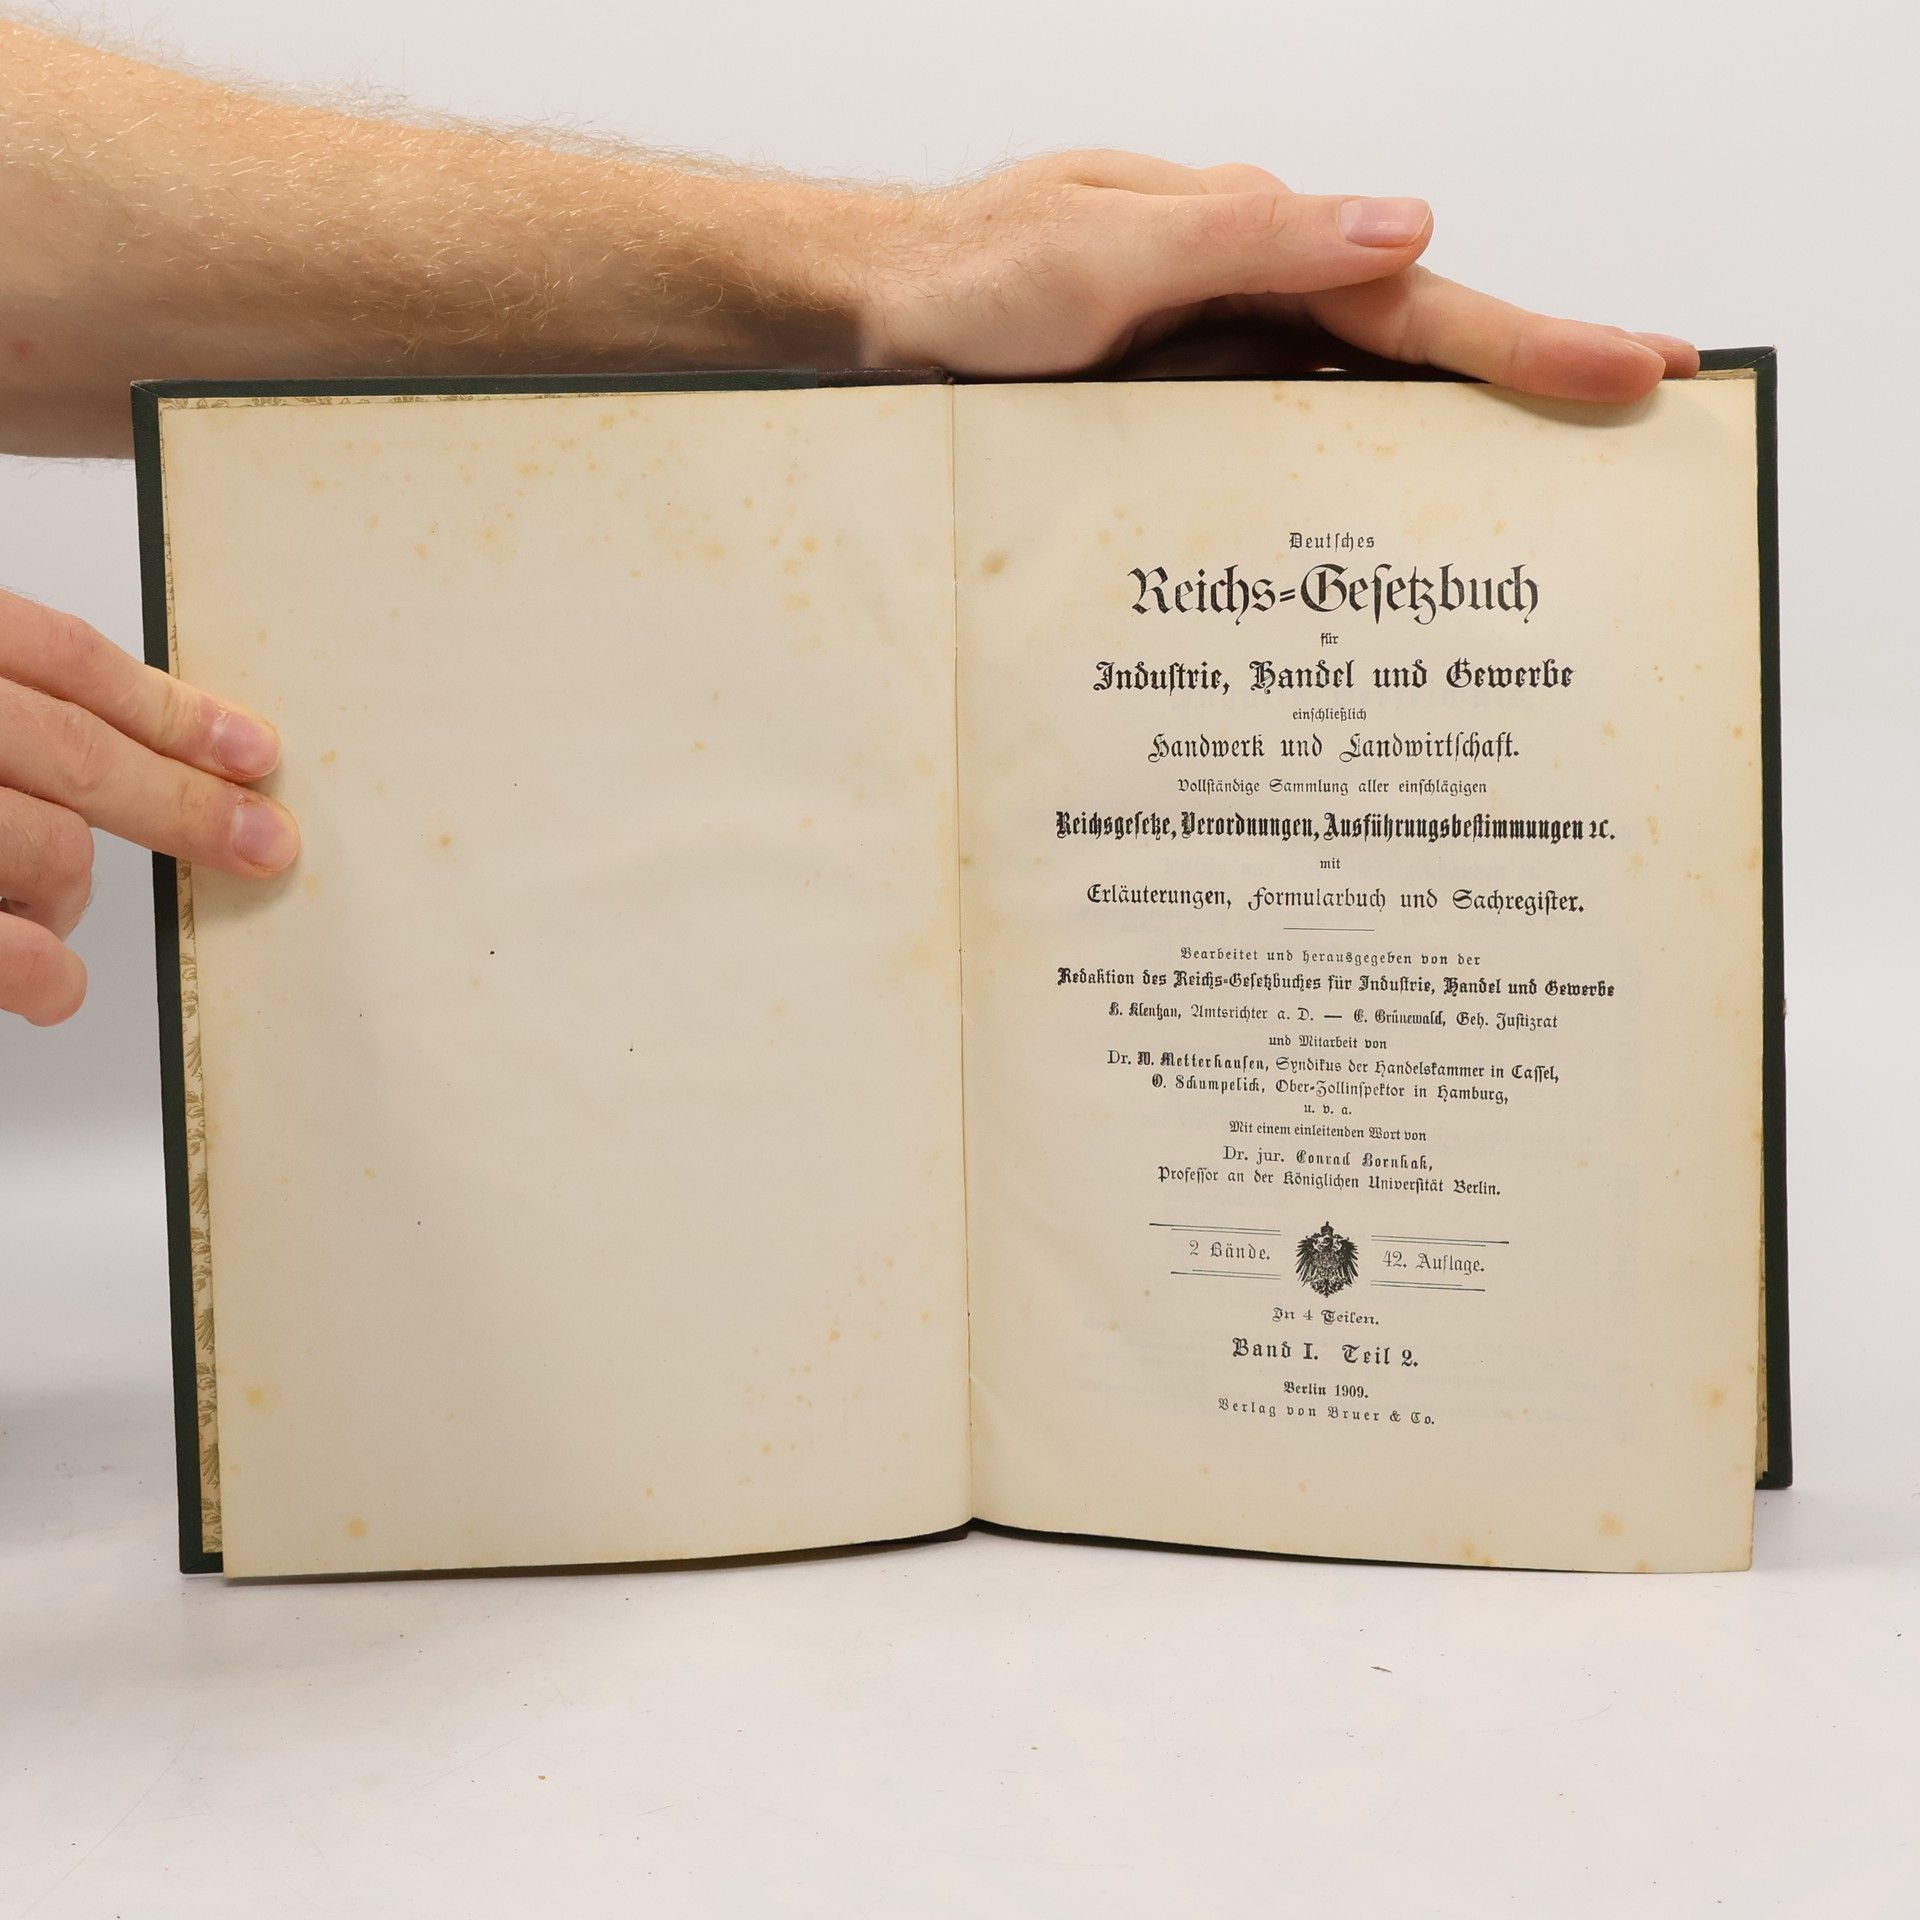 Deutsches
Reichs=Gesetzbuch
für
Industrie, Handel und Gewerbe
einschließlich
Handwerk und Landwirtschaft.
Vollständige Sammlung aller einschlägigen
Reichsgesetze, Verordnungen, Ausführungsbestimmungen ꝛc.
mit
Erläuterungen, Formularbuch und Sachregister.
Bearbeitet und herausgegeben von der
Redaktion des Reichs=Gesetzbuches für Industrie, Handel und Gewerbe
H. Klentzau, Amtsrichter a. D. — E. Grünewald, Geh. Justizrat
und Mitarbeit von
Dr. W. Metterhausen, Syndikus der Handelskammer in Cassel,
O. Schumpelick, Ober=Zollinspektor in Hamburg,
u. v. a.
Mit einem einleitenden Wort von
Dr. jur. Conrad Bornhak,
Professor an der Königlichen Universität Berlin.
2 Bände. 42. Auflage.
In 4 Teilen.
Band I. Teil 2.
Berlin 1909.
Verlag von Bruer & Co.